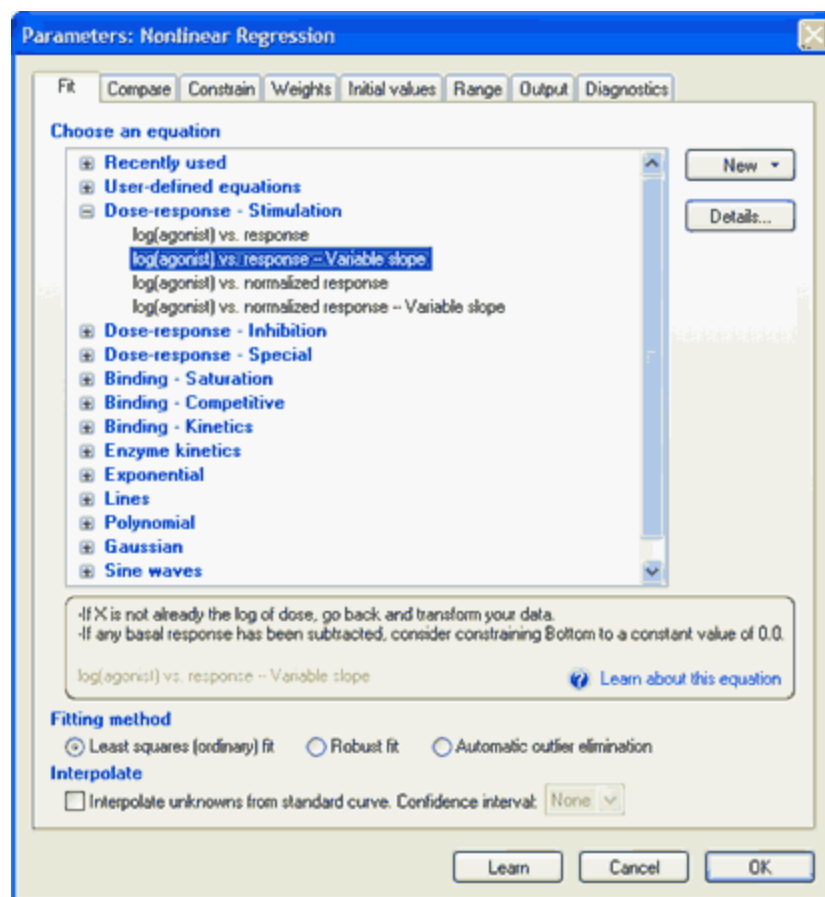 Parameters: Nonlinear Regression
Fit Compare Constrain Weights Initial values Range Output Diagnostics
Choose an equation
Recently used
New
User-defined equations
Dose-response - Stimulation
Details...
log(agonist) vs. response
log(agonist) vs. response -- Variable slope
log(agonist) vs. normalized response
log(agonist) vs. normalized response -- Variable slope
Dose-response - Inhibition
Dose-response - Special
Binding - Saturation
Binding - Competitive
Binding - Kinetics
Enzyme kinetics
Exponential
Lines
Polynomial
Gaussian
Sine waves
-If X is not already the log of dose, go back and transform your data.
-If any basal response has been subtracted, consider constraining Bottom to a constant value of 0.0.
log(agonist) vs. response -- Variable slope
Learn about this equation
Fitting method
Least squares (ordinary) fit Robust fit Automatic outlier elimination
Interpolate
Interpolate unknowns from standard curve. Confidence interval: None
Learn Cancel OK